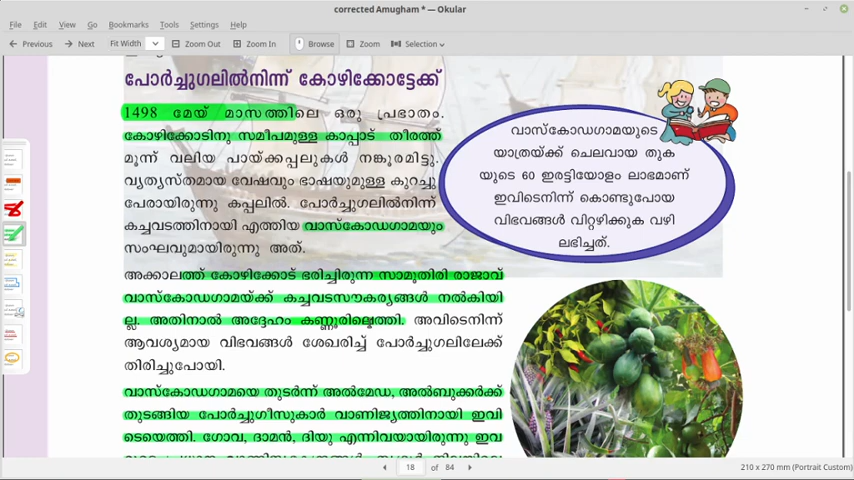 corrected Amugham * — Okular
File Edit View Go Bookmarks Tools Settings Help
Previous Next Fit Width Zoom Out Zoom In Browse Zoom Selection
പോർച്ചുഗലിൽനിന്ന് കോഴിക്കോട്ടേക്ക്
1498 മേയ് മാസത്തിലെ ഒരു പ്രഭാതം.
കോഴിക്കോടിനു സമീപമുള്ള കാപ്പാട് തീരത്ത്
മൂന്ന് വലിയ പായ്ക്കപ്പലുകൾ നങ്കൂരമിട്ടു.
വ്യത്യസ്തമായ വേഷവും ഭാഷയുമുള്ള കുറച്ചു
പേരായിരുന്നു കപ്പലിൽ. പോർച്ചുഗലിൽനിന്ന്
കച്ചവടത്തിനായി എത്തിയ വാസ്കോഡഗാമയും
സംഘവുമായിരുന്നു അത്.
അക്കാലത്ത് കോഴിക്കോട് ഭരിച്ചിരുന്ന സാമൂതിരി രാജാവ്
വാസ്കോഡഗാമയ്ക്ക് കച്ചവടസൗകര്യങ്ങൾ നൽകിയി
ല്ല. അതിനാൽ അദ്ദേഹം കണ്ണൂരിലെത്തി. അവിടെനിന്ന്
ആവശ്യമായ വിഭവങ്ങൾ ശേഖരിച്ച് പോർച്ചുഗലിലേക്ക്
തിരിച്ചുപോയി.
വാസ്കോഡഗാമയെ തുടർന്ന് അൽമേഡ, അൽബുക്കർക്ക്
തുടങ്ങിയ പോർച്ചുഗീസുകാർ വാണിജ്യത്തിനായി ഇവി
ടെയെത്തി. ഗോവ, ദാമൻ, ദിയു എന്നിവയായിരുന്നു ഇവ
വാസ്കോഡഗാമയുടെ
യാത്രയ്ക്ക് ചെലവായ തുക
യുടെ 60 ഇരട്ടിയോളം ലാഭമാണ്
ഇവിടെനിന്ന് കൊണ്ടുപോയ
വിഭവങ്ങൾ വിറ്റഴിക്കുക വഴി
ലഭിച്ചത്.
18 of 84
210 x 270 mm (Portrait Custom)